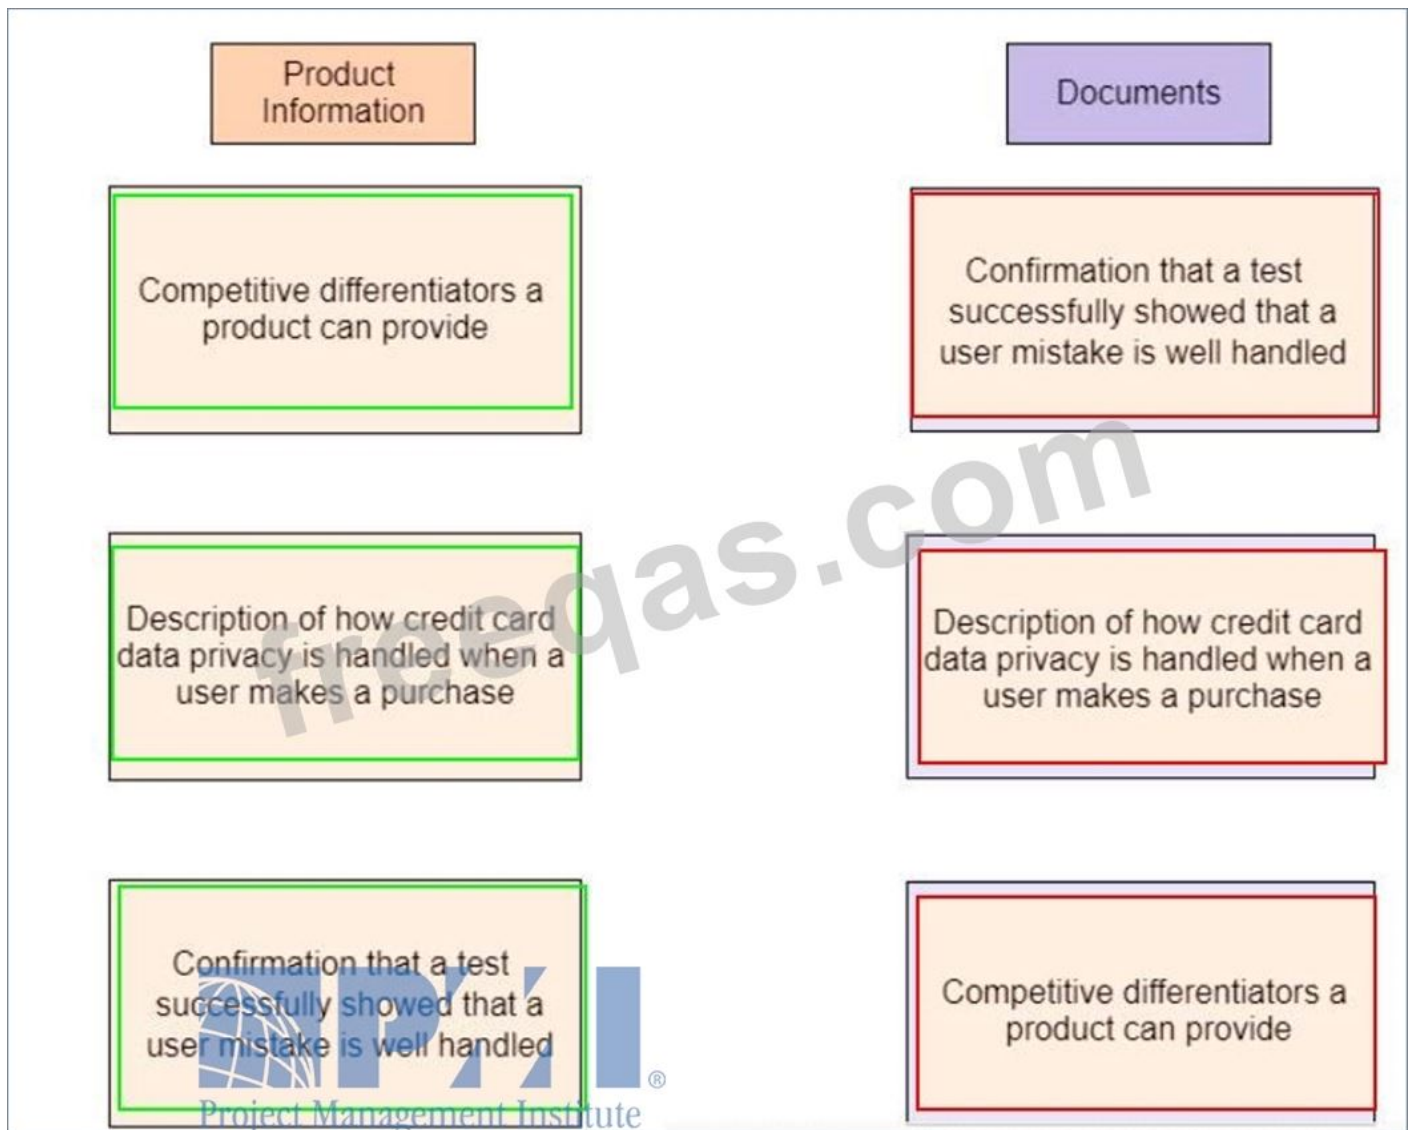 Product
Information
Documents
Competitive differentiators a
product can provide
Confirmation that a test
successfully showed that a
user mistake is well handled
freeqas.com
Description of how credit card
data privacy is handled when a
user makes a purchase
Description of how credit card
data privacy is handled when a
user makes a purchase
Confirmation that a test
successfully showed that a
user mistake is well handled
Competitive differentiators a
product can provide
PMI
®
Project Management Institute